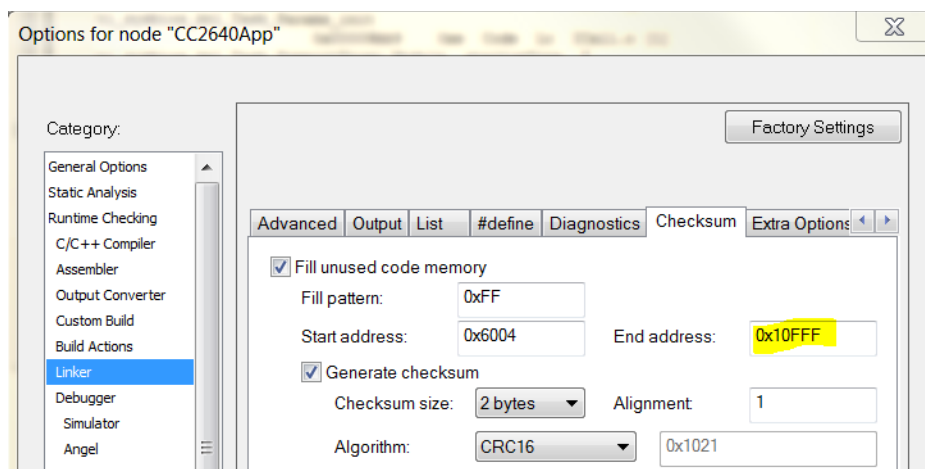 Options for node "CC2640App"
Category:
Factory Settings
General Options
Static Analysis
Runtime Checking
C/C++ Compiler
Assembler
Output Converter
Custom Build
Build Actions
Linker
Debugger
Simulator
Angel
Advanced Output List #define Diagnostics Checksum Extra Options
Fill unused code memory
Fill pattern: 0xFF
Start address: 0x6004 End address: 0x10FFF
Generate checksum
Checksum size: 2 bytes Alignment: 1
Algorithm: CRC16 0x1021